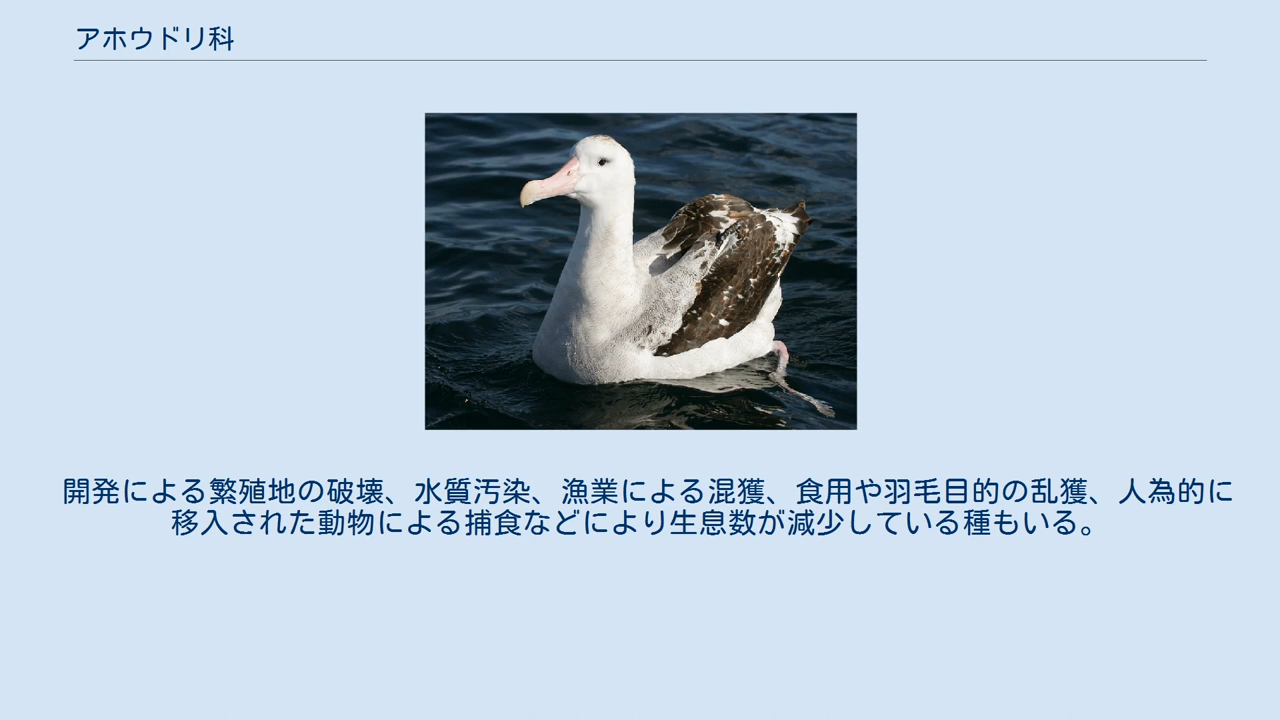 アホウドリ科
開発による繁殖地の破壊、水質汚染、漁業による混獲、食用や羽毛目的の乱獲、人為的に
移入された動物による捕食などにより生息数が減少している種もいる。